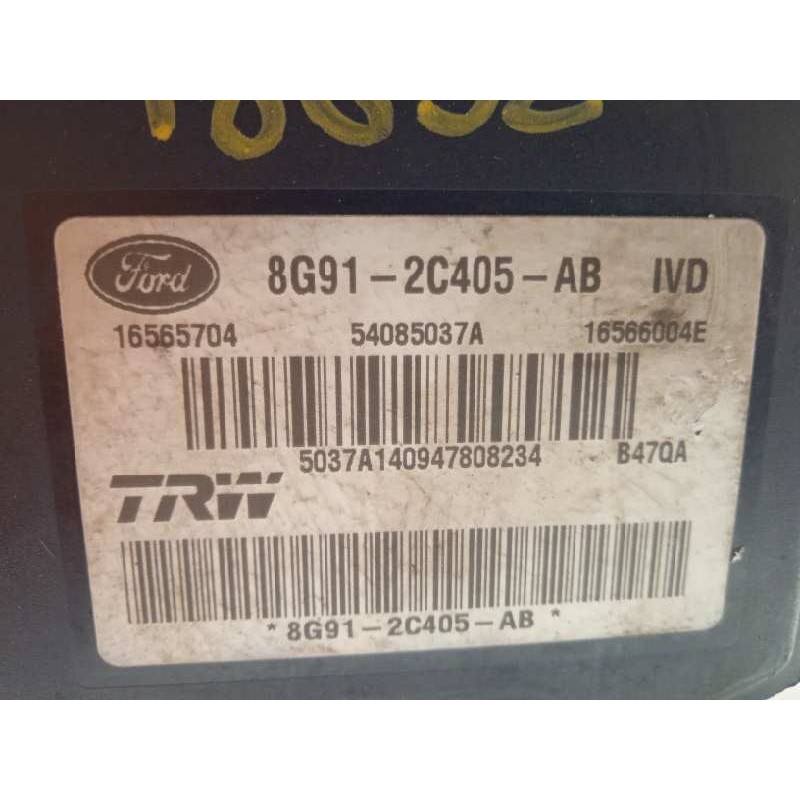 Ford 8G91-2C405-AB IVD
16565704 54085037A 16566004E
5037A140947808234 B47QA
TRW
*8G91-2C405-AB*